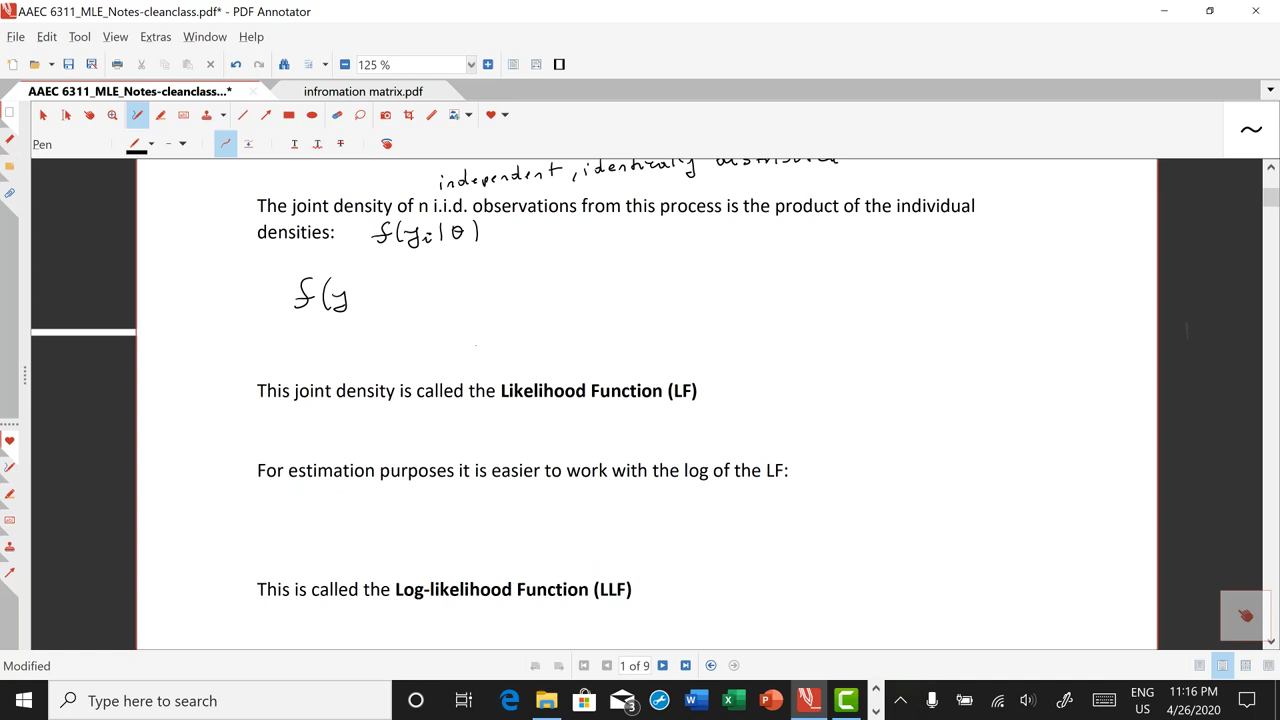 AAEC 6311_MLE_Notes-cleanclass.pdf* - PDF Annotator
File Edit Tool View Extras Window Help
125 %
AAEC 6311_MLE_Notes-cleanclass...* infromation matrix.pdf
Pen
independent, identically distributed
The joint density of n i.i.d. observations from this process is the product of the individual
densities: f(yᵢ|θ)
f(y
This joint density is called the Likelihood Function (LF)
For estimation purposes it is easier to work with the log of the LF:
This is called the Log-likelihood Function (LLF)
Modified 1 of 9
Type here to search 3 ENG US 11:16 PM 4/26/2020